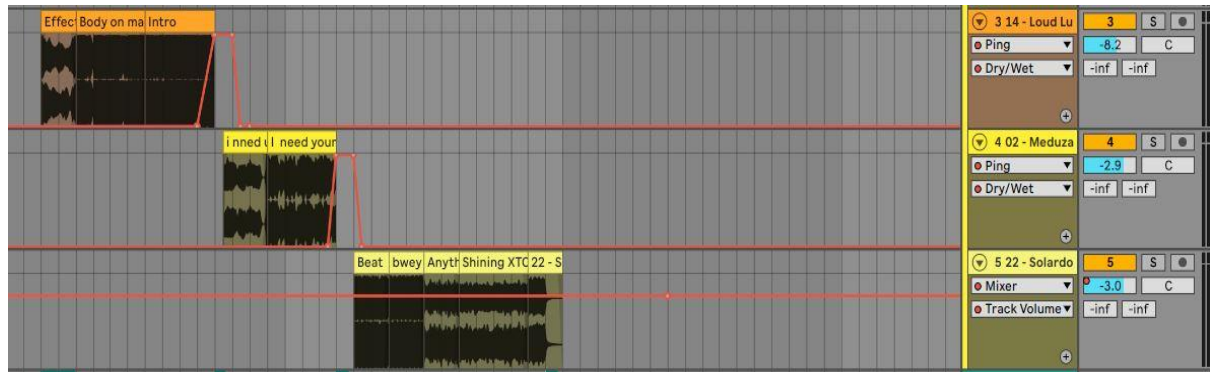 Effec Body on ma Intro
3 14 - Loud Lu 3 S
Ping -8.2 C
Dry/Wet -inf -inf
i nned u I need your
4 02 - Meduza 4 S
Ping -2.9 C
Dry/Wet -inf -inf
Beat bwey Anyth Shining XTC 22 - S
5 22 - Solardo 5 S
Mixer -3.0 C
Track Volume -inf -inf